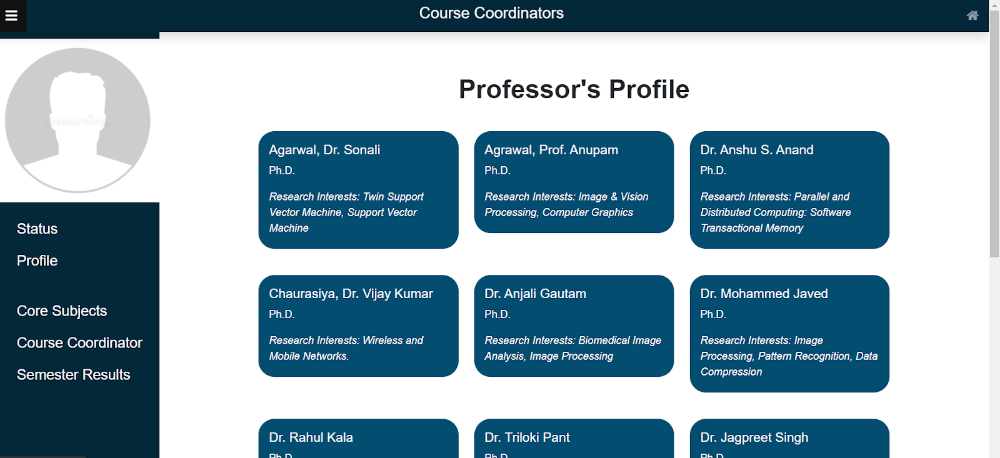 Course Coordinators
dreamstime
Status
Profile
Core Subjects
Course Coordinator
Semester Results
Professor's Profile
Agarwal, Dr. Sonali
Ph.D.
Research Interests: Twin Support
Vector Machine, Support Vector
Machine
Agrawal, Prof. Anupam
Ph.D.
Research Interests: Image & Vision
Processing, Computer Graphics
Dr. Anshu S. Anand
Ph.D.
Research Interests: Parallel and
Distributed Computing: Software
Transactional Memory
Chaurasiya, Dr. Vijay Kumar
Ph.D.
Research Interests: Wireless and
Mobile Networks.
Dr. Anjali Gautam
Ph.D.
Research Interests: Biomedical Image
Analysis, Image Processing
Dr. Mohammed Javed
Ph.D.
Research Interests: Image
Processing, Pattern Recognition, Data
Compression
Dr. Rahul Kala
Ph.D.
Dr. Triloki Pant
Ph.D.
Dr. Jagpreet Singh
Ph.D.